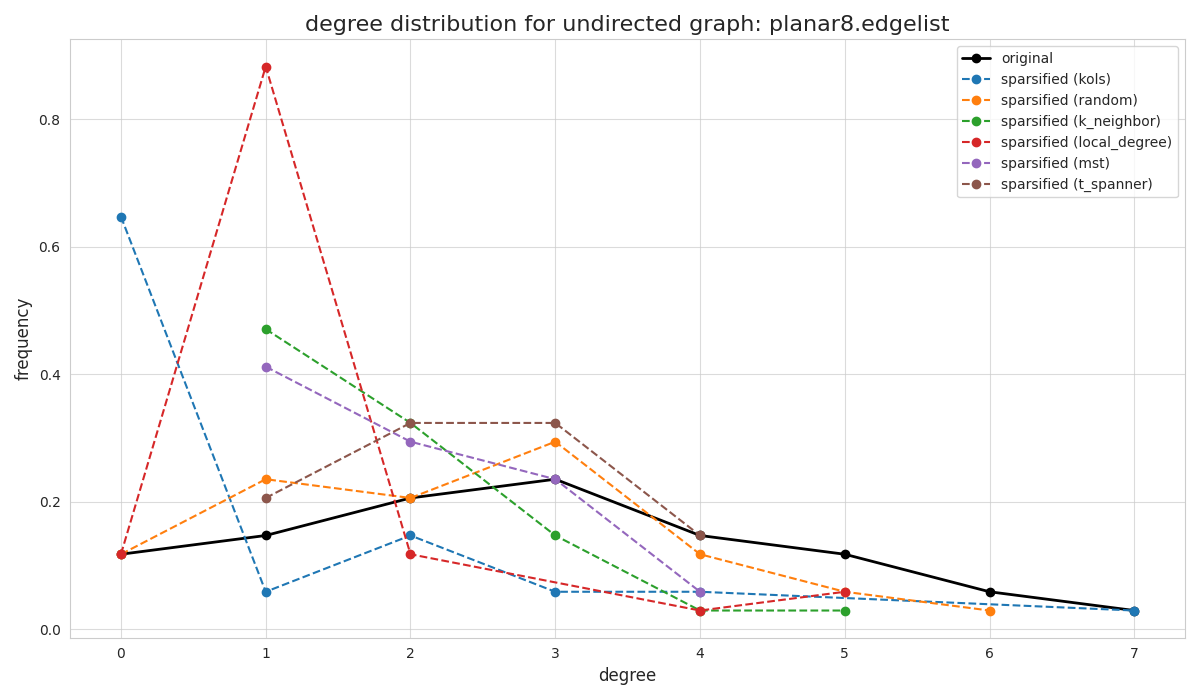 degree distribution for undirected graph: planar8.edgelist
original
sparsified (kols)
sparsified (random)
sparsified (k_neighbor)
sparsified (local_degree)
sparsified (mst)
sparsified (t_spanner)
frequency
0.8
0.6
0.4
0.2
0.0
0 1 2 3 4 5 6 7
degree